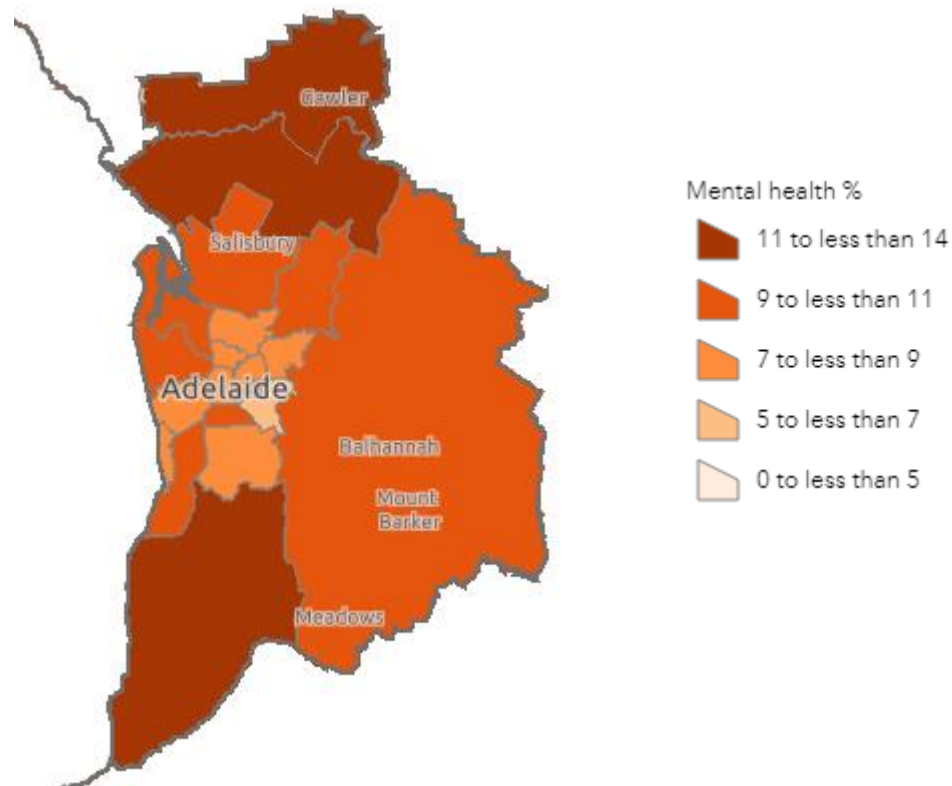 Gawler
Salisbury
Adelaide
Balhannah
Mount
Barker
Meadows
Mental health %
11 to less than 14
9 to less than 11
7 to less than 9
5 to less than 7
0 to less than 5